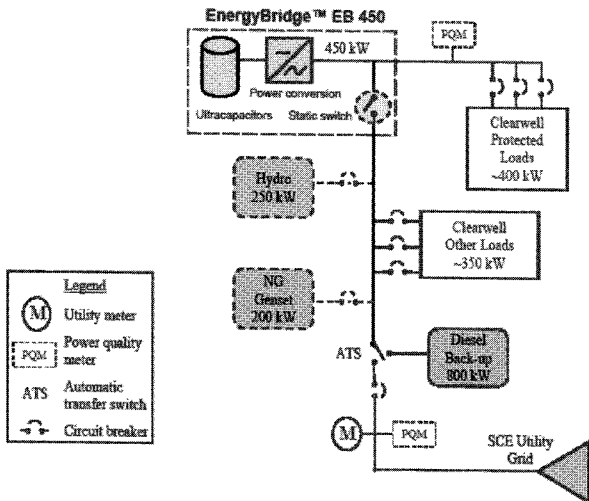 EnergyBridge™ EB 450
450 kW
Power conversion
Ultracapacitors
Static switch
PQM
Clearwell
Protected
Loads
~400 kW
Hydro
250 kW
Clearwell
Other Loads
~350 kW
NG
Genset
200 kW
ATS
Diesel
Back-up
800 kW
M
PQM
SCE Utility
Grid
Legend
M
Utility meter
PQM
Power quality
meter
ATS
Automatic
transfer switch
Circuit breaker